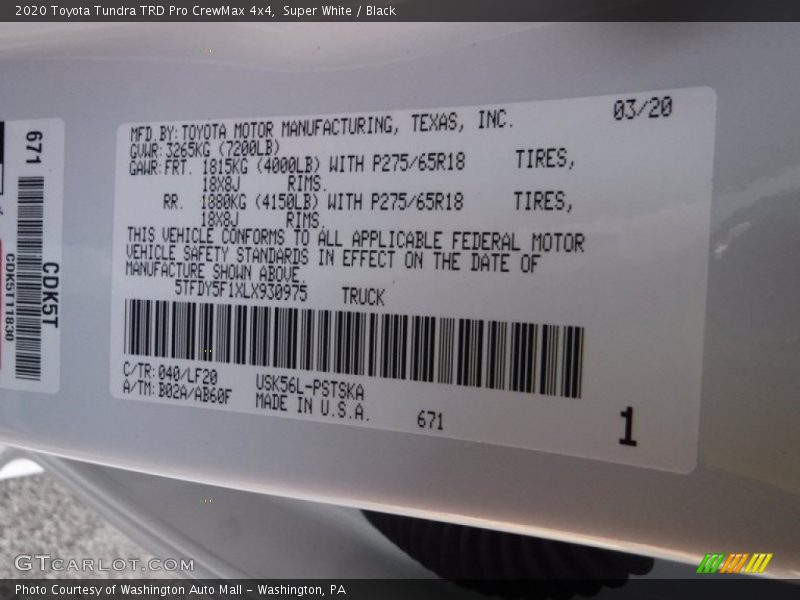 2020 Toyota Tundra TRD Pro CrewMax 4x4, Super White / Black
671
CDK5T
CDK5T11830
03/20
MFD.BY:TOYOTA MOTOR MANUFACTURING, TEXAS, INC.
GVWR:3265KG (7200LB)
GAWR:FRT. 1815KG (4000LB) WITH P275/65R18 TIRES,
18X8J RIMS.
RR. 1880KG (4150LB) WITH P275/65R18 TIRES,
18X8J RIMS.
THIS VEHICLE CONFORMS TO ALL APPLICABLE FEDERAL MOTOR
VEHICLE SAFETY STANDARDS IN EFFECT ON THE DATE OF
MANUFACTURE SHOWN ABOVE.
5TFDY5F1XLX930975 TRUCK
C/TR:040/LF20 USK56L-PSTSKA
A/TM:B02A/AB60F MADE IN U.S.A. 671
1
GTCARLOT.COM
Photo Courtesy of Washington Auto Mall - Washington, PA